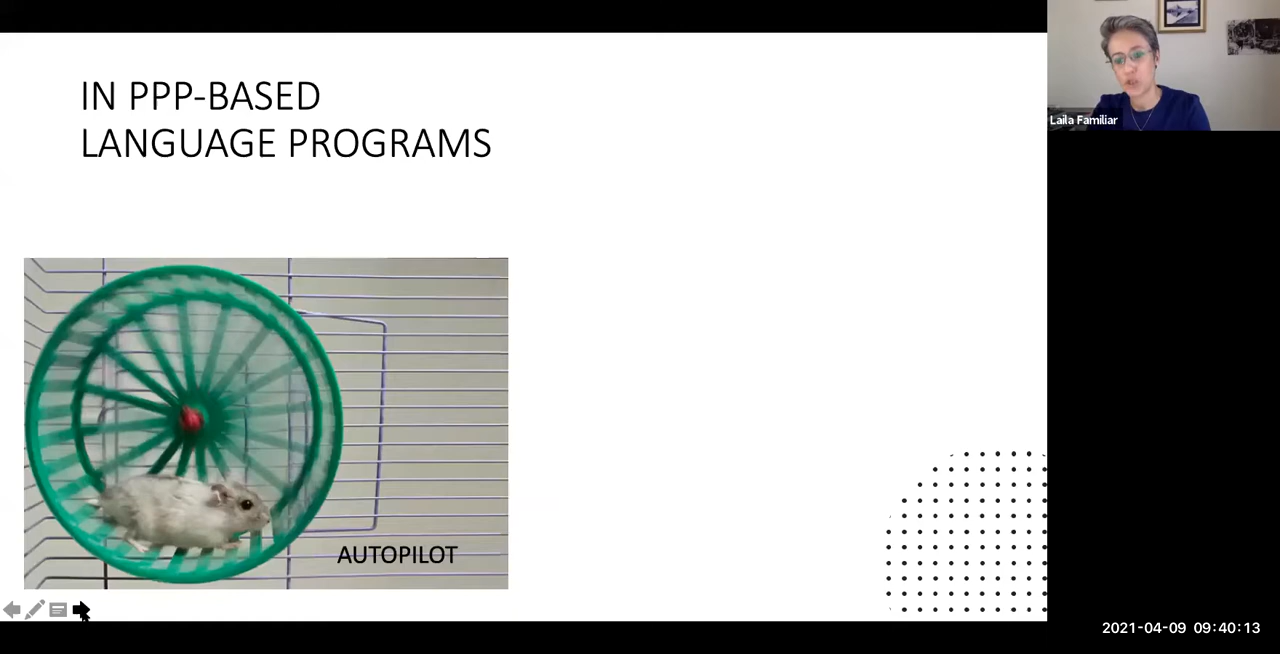 IN PPP-BASED
LANGUAGE PROGRAMS
Laila Familiar
AUTOPILOT
2021-04-09 09:40:13